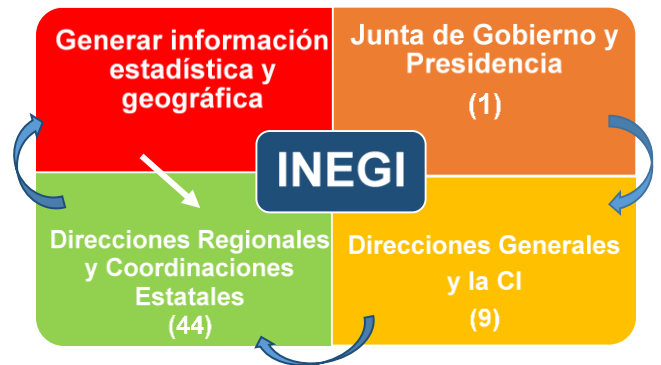 Generar información
estadística y
geográfica
Junta de Gobierno y
Presidencia
(1)
INEGI
Direcciones Regionales
y Coordinaciones
Estatales
(44)
Direcciones Generales
y la CI
(9)